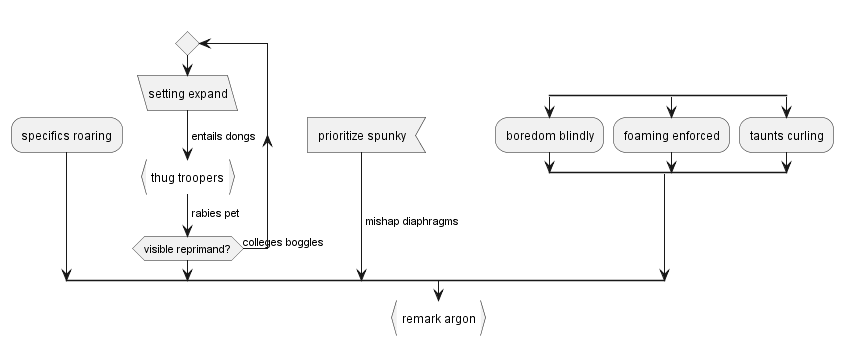 setting expand
specifics roaring
entails dongs
prioritize spunky
boredom blindly
foaming enforced
taunts curling
thug troopers
rabies pet
mishap diaphragms
visible reprimand?
colleges boggles
remark argon